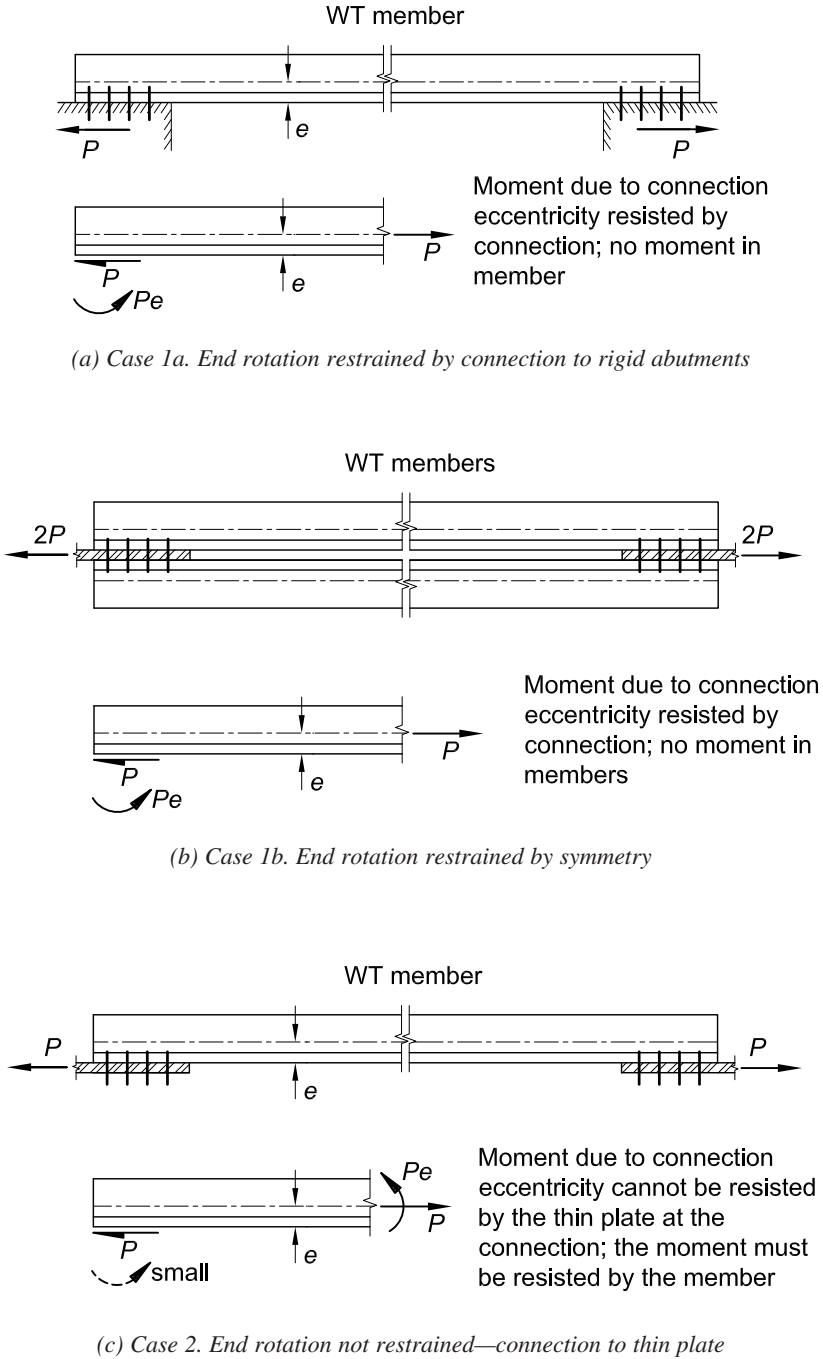 WT member
e
P
P
Moment due to connection
eccentricity resisted by
connection; no moment in
member
P
P
e
Pe
(a) Case 1a. End rotation restrained by connection to rigid abutments
WT members
2P
2P
Moment due to connection
eccentricity resisted by
connection; no moment in
members
P
P
e
Pe
(b) Case 1b. End rotation restrained by symmetry
WT member
P
P
e
Moment due to connection
eccentricity cannot be resisted
by the thin plate at the
connection; the moment must
be resisted by the member
Pe
P
P
e
small
(c) Case 2. End rotation not restrained—connection to thin plate